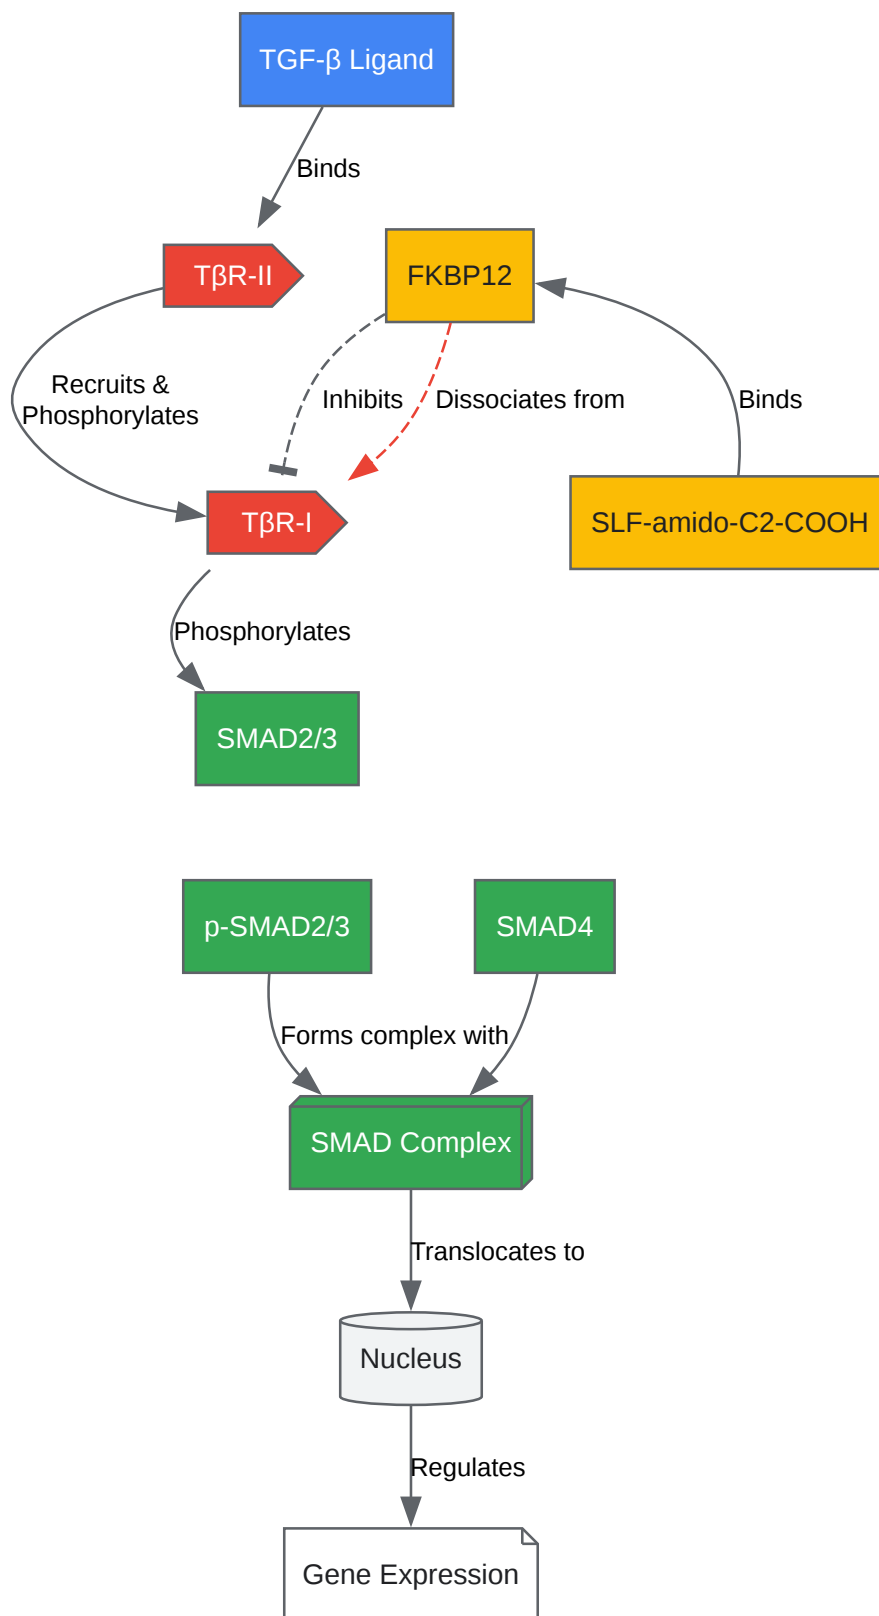 TGF-β Ligand
Binds
TβR-II
FKBP12
Recruits &
Phosphorylates
Inhibits
Dissociates from
Binds
TβR-I
SLF-amido-C2-COOH
Phosphorylates
SMAD2/3
p-SMAD2/3
SMAD4
Forms complex with
SMAD Complex
Translocates to
Nucleus
Regulates
Gene Expression